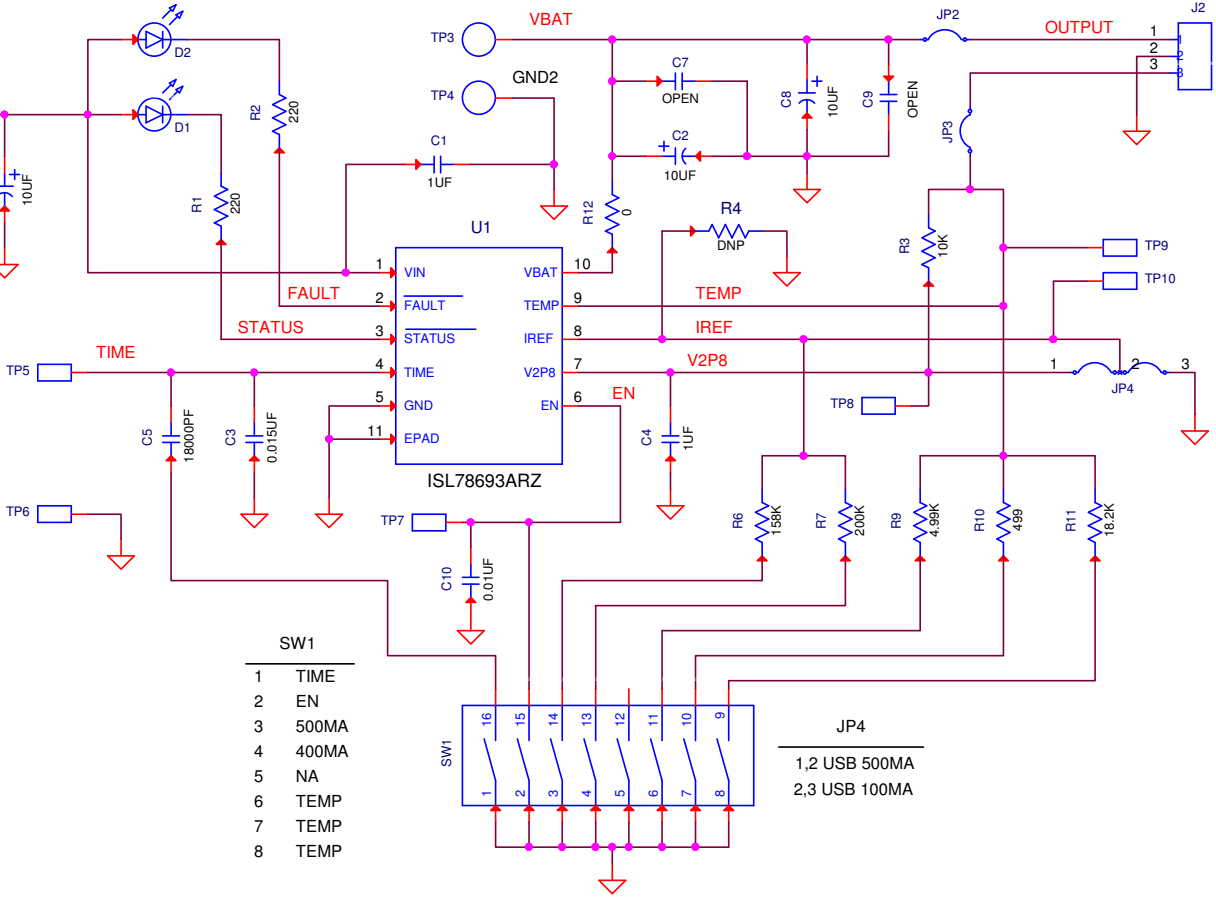 J2
JP2
VBAT
OUTPUT
TP3
D2
1
2
3
1
2
3
GND2
C7
OPEN
TP4
C8
10UF
C9
OPEN
R2
220
D1
JP3
C1
1UF
C2
10UF
10UF
R1
220
R12
0
R4
DNP
U1
R3
10K
TP9
1
VIN
VBAT
10
TP10
FAULT
2
FAULT
TEMP
9
TEMP
STATUS
3
STATUS
IREF
8
IREF
TIME
V2P8
TP5
4
TIME
V2P8
7
1
2
3
EN
JP4
5
GND
EN
6
TP8
11
EPAD
C5
18000PF
C3
0.015UF
C4
1UF
ISL78693ARZ
TP6
TP7
R6
158K
R7
200K
R9
4.99K
R10
499
R11
18.2K
C10
0.01UF
SW1
1 TIME
2 EN
3 500MA
4 400MA
5 NA
6 TEMP
7 TEMP
8 TEMP
SW1
16 15 14 13 12 11 10 9
1 2 3 4 5 6 7 8
JP4
1,2 USB 500MA
2,3 USB 100MA